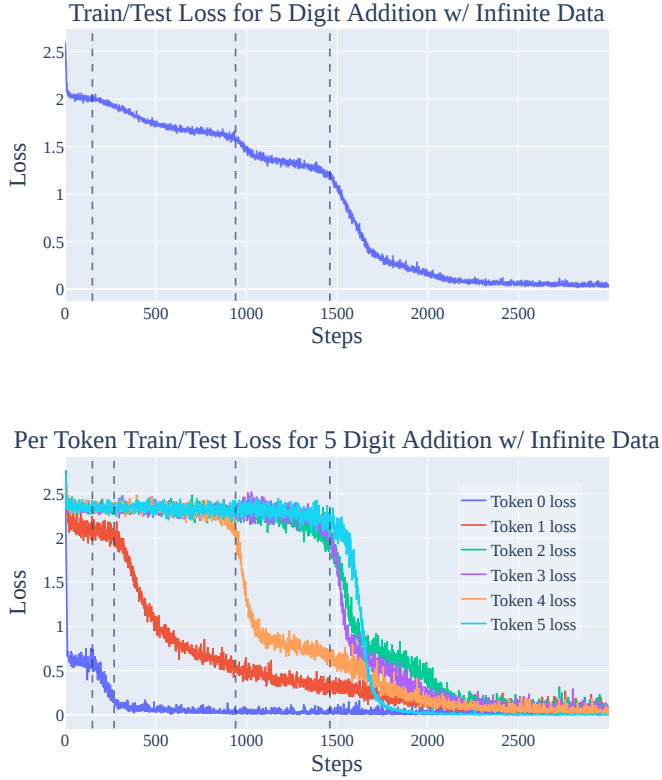 Train/Test Loss for 5 Digit Addition w/ Infinite Data
2.5
2
1.5
1
0.5
0
Loss
0 500 1000 1500 2000 2500
Steps
Per Token Train/Test Loss for 5 Digit Addition w/ Infinite Data
2.5
2
1.5
1
0.5
0
Loss
Token 0 loss
Token 1 loss
Token 2 loss
Token 3 loss
Token 4 loss
Token 5 loss
0 500 1000 1500 2000 2500
Steps